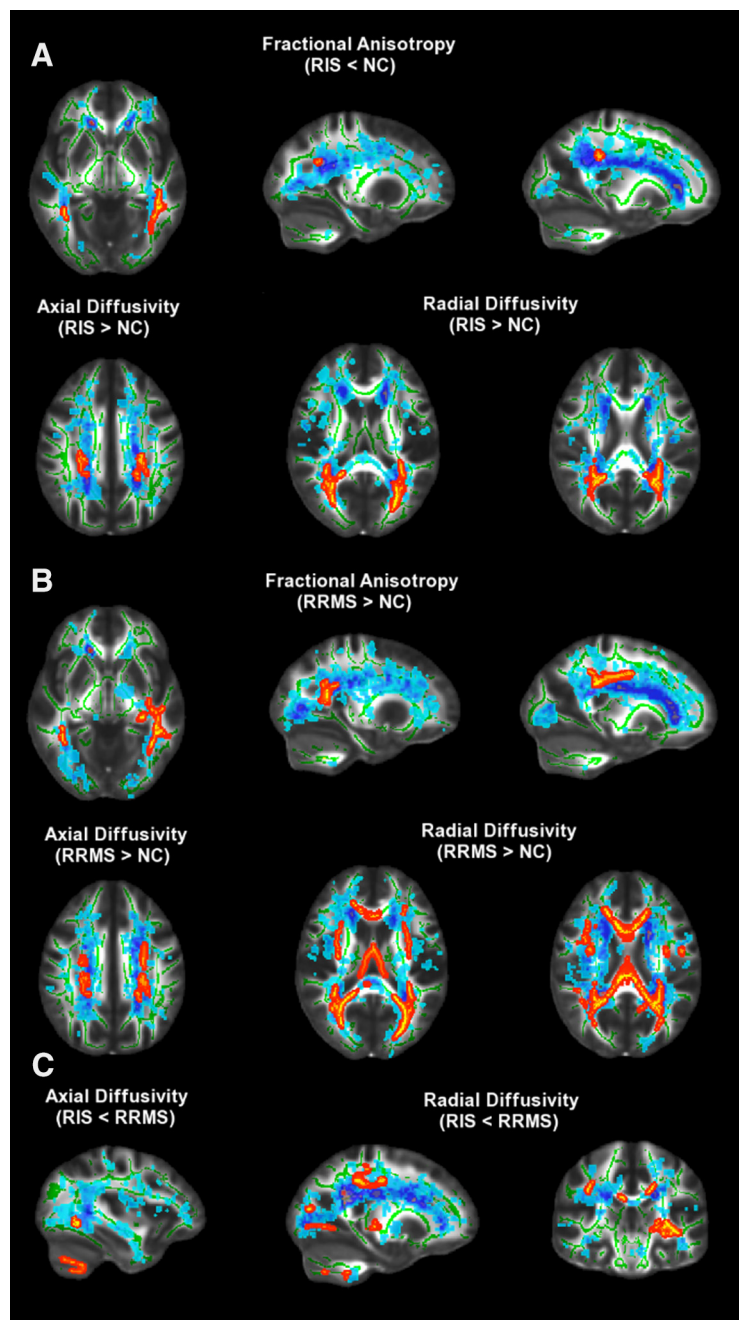 A
Fractional Anisotropy
(RIS < NC)
Axial Diffusivity
(RIS > NC)
Radial Diffusivity
(RIS > NC)
B
Fractional Anisotropy
(RRMS > NC)
Axial Diffusivity
(RRMS > NC)
Radial Diffusivity
(RRMS > NC)
C
Axial Diffusivity
(RIS < RRMS)
Radial Diffusivity
(RIS < RRMS)